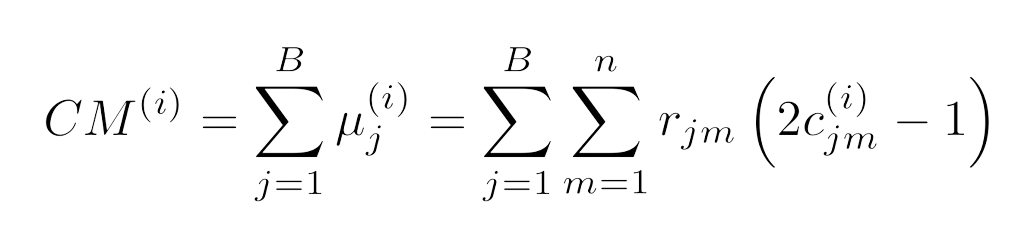 $CM^{(i)} = \sum_{j=1}^{B} \mu_j^{(i)} = \sum_{j=1}^{B} \sum_{m=1}^{n} r_{jm} \left( 2c_{jm}^{(i)} - 1 \right)$